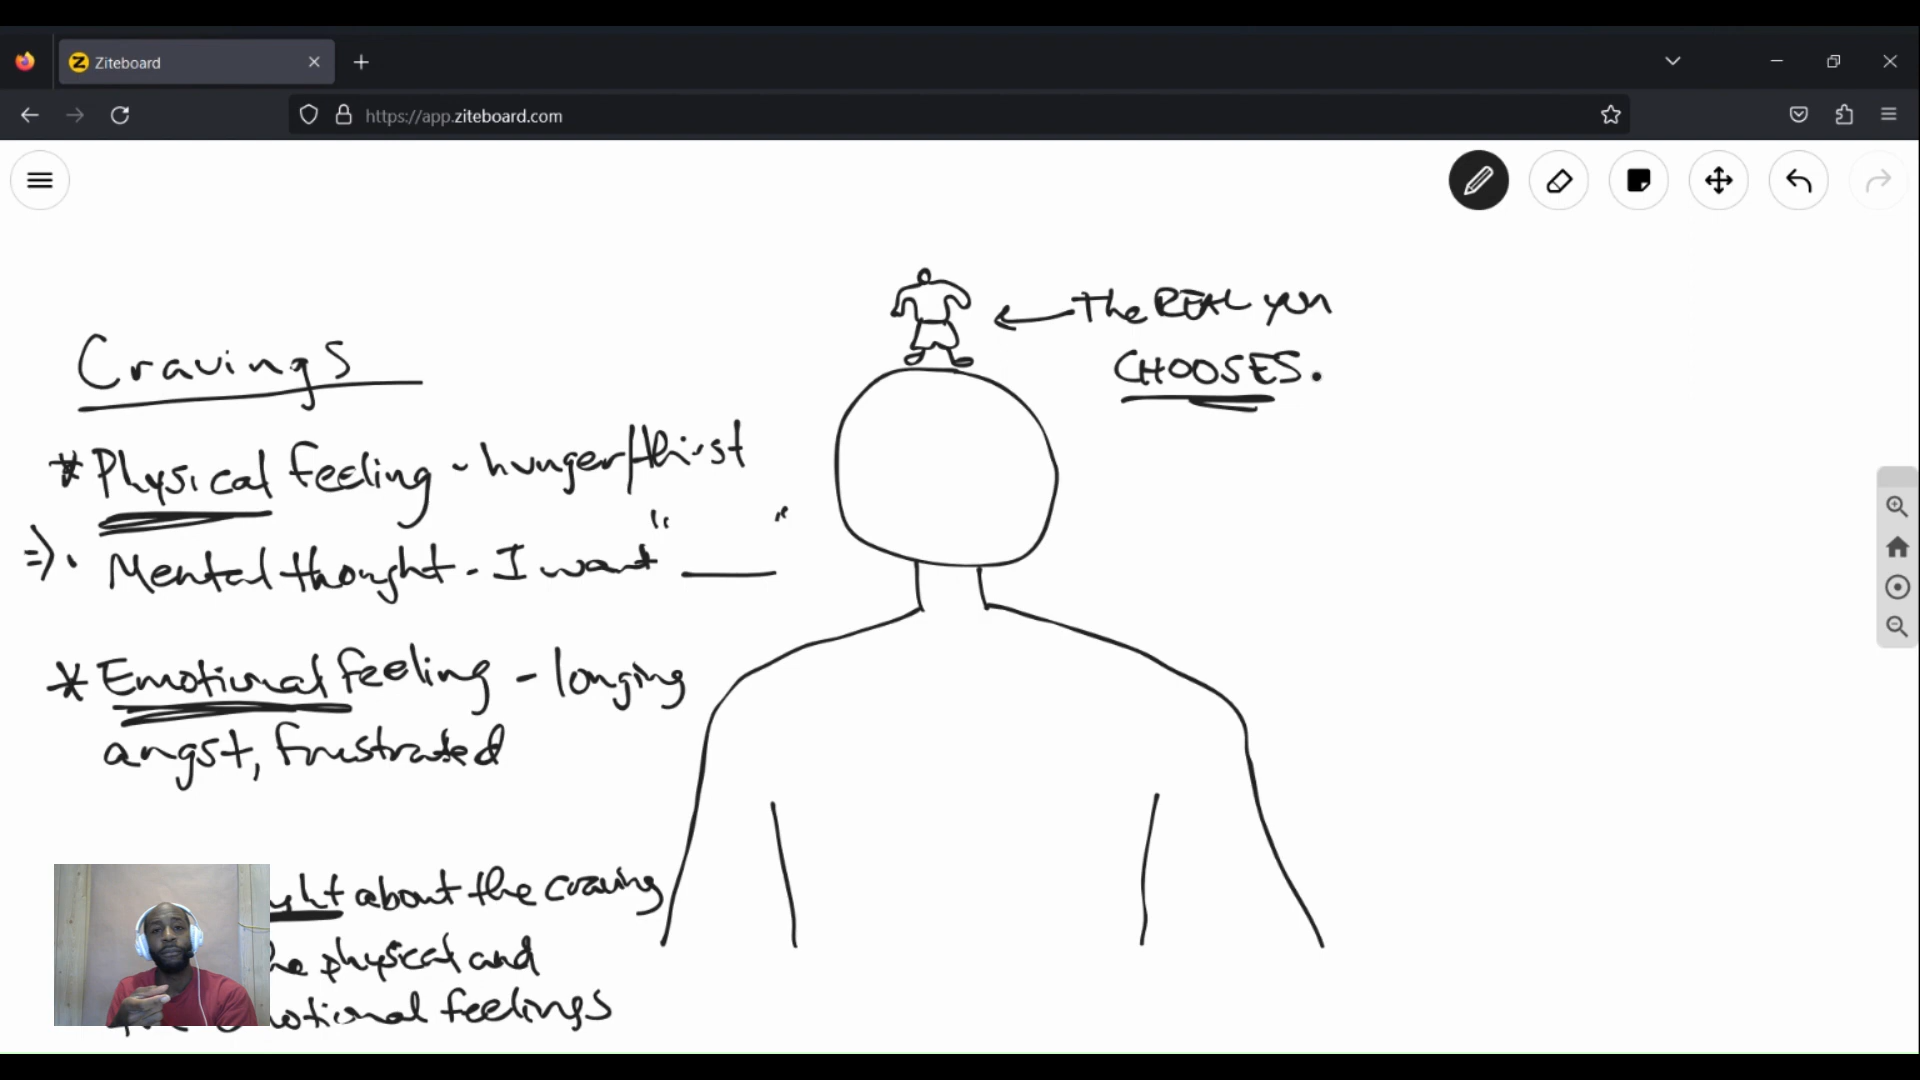 Ziteboard
https://app.ziteboard.com
The REAL you
CHOOSES.
Cravings
* Physical feeling - hunger/thirst
=> . Mental thought - I want "____"
* Emotional feeling - longing
angst, frustrated
about the craving
physical and
feelings